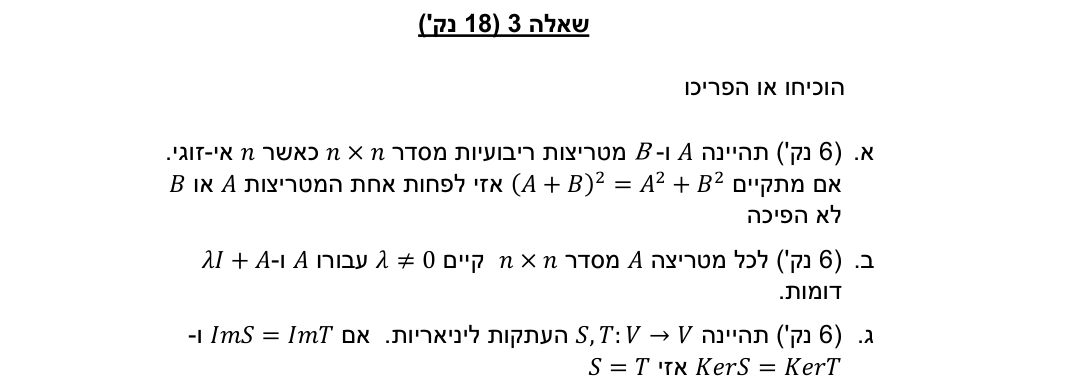 שאלה 3 (18 נק')
הוכיחו או הפריכו
א. (6 נק') תהיינה A ו-B מטריצות ריבועיות מסדר n × n כאשר n אי-זוגי.
אם מתקיים (A + B)² = A² + B² אזי לפחות אחת המטריצות A או B
לא הפיכה
ב. (6 נק') לכל מטריצה A מסדר n × n קיים λ ≠ 0 עבורו A ו-λI + A
דומות.
ג. (6 נק') תהיינה S, T: V → V העתקות ליניאריות. אם ImS = ImT ו-
KerS = KerT אזי S = T